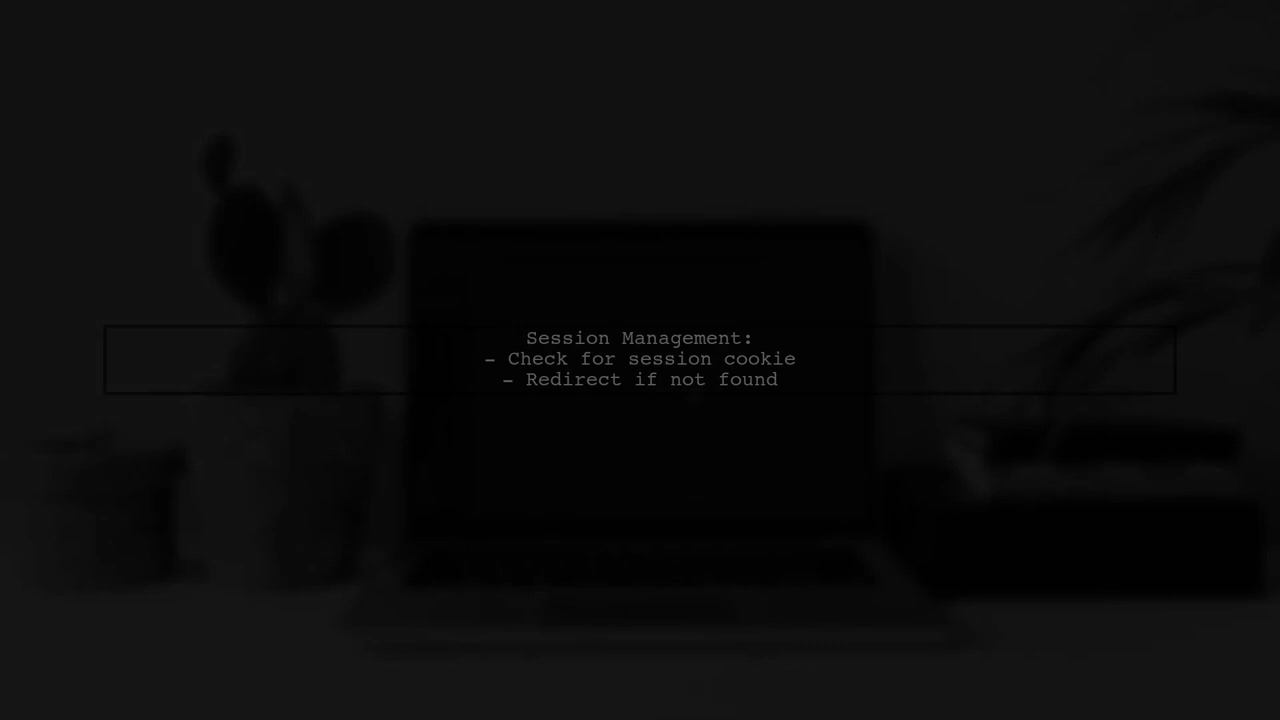 Session Management:
- Check for session cookie
- Redirect if not found